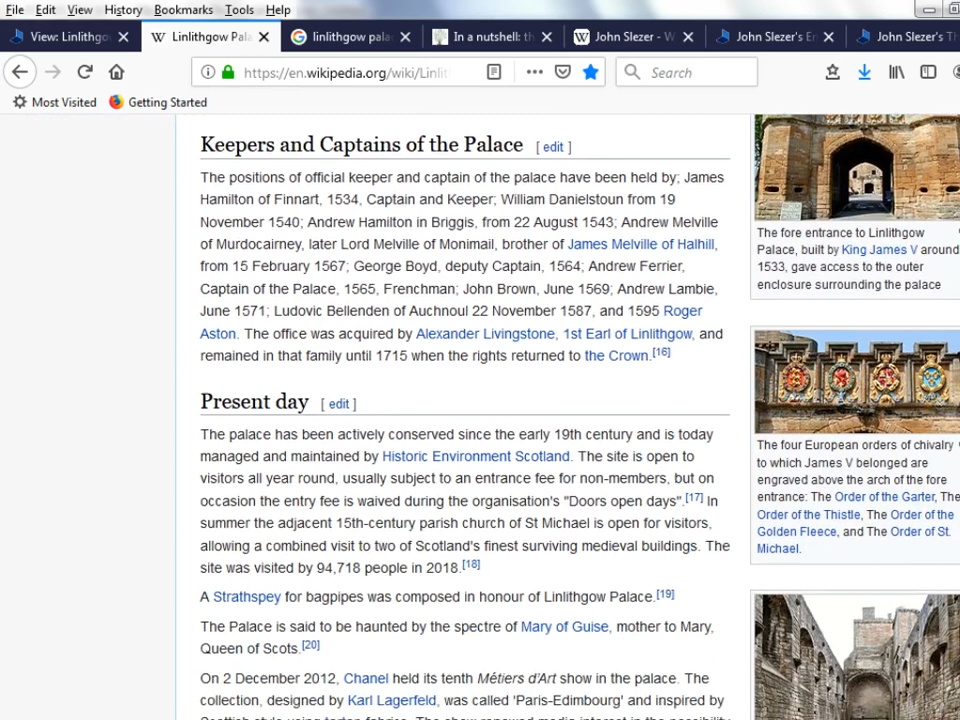 File Edit View History Bookmarks Tools Help
View: Linlithgo
Linlithgow Pala
linlithgow pala
In a nutshell: th
John Slezer - W
John Slezer's E
John Slezer's T
https://en.wikipedia.org/wiki/Linlit
Search
Most Visited Getting Started
Keepers and Captains of the Palace [ edit ]
The positions of official keeper and captain of the palace have been held by; James
Hamilton of Finnart, 1534, Captain and Keeper; William Danielstoun from 19
November 1540; Andrew Hamilton in Briggis, from 22 August 1543; Andrew Melville
of Murdocairney, later Lord Melville of Monimail, brother of James Melville of Halhill,
from 15 February 1567; George Boyd, deputy Captain, 1564; Andrew Ferrier,
Captain of the Palace, 1565, Frenchman; John Brown, June 1569; Andrew Lambie,
June 1571; Ludovic Bellenden of Auchnoul 22 November 1587, and 1595 Roger
Aston. The office was acquired by Alexander Livingstone, 1st Earl of Linlithgow, and
remained in that family until 1715 when the rights returned to the Crown.[16]
Present day [ edit ]
The palace has been actively conserved since the early 19th century and is today
managed and maintained by Historic Environment Scotland. The site is open to
visitors all year round, usually subject to an entrance fee for non-members, but on
occasion the entry fee is waived during the organisation's "Doors open days".[17] In
summer the adjacent 15th-century parish church of St Michael is open for visitors,
allowing a combined visit to two of Scotland's finest surviving medieval buildings. The
site was visited by 94,718 people in 2018.[18]
A Strathspey for bagpipes was composed in honour of Linlithgow Palace.[19]
The Palace is said to be haunted by the spectre of Mary of Guise, mother to Mary,
Queen of Scots.[20]
On 2 December 2012, Chanel held its tenth Métiers d'Art show in the palace. The
collection, designed by Karl Lagerfeld, was called 'Paris-Edimbourg' and inspired by
Scottish style using tartan fabrics. The show renewed media interest in the possibility
The fore entrance to Linlithgow
Palace, built by King James V around
1533, gave access to the outer
enclosure surrounding the palace
The four European orders of chivalry
to which James V belonged are
engraved above the arch of the fore
entrance: The Order of the Garter, The
Order of the Thistle, The Order of the
Golden Fleece, and The Order of St.
Michael.